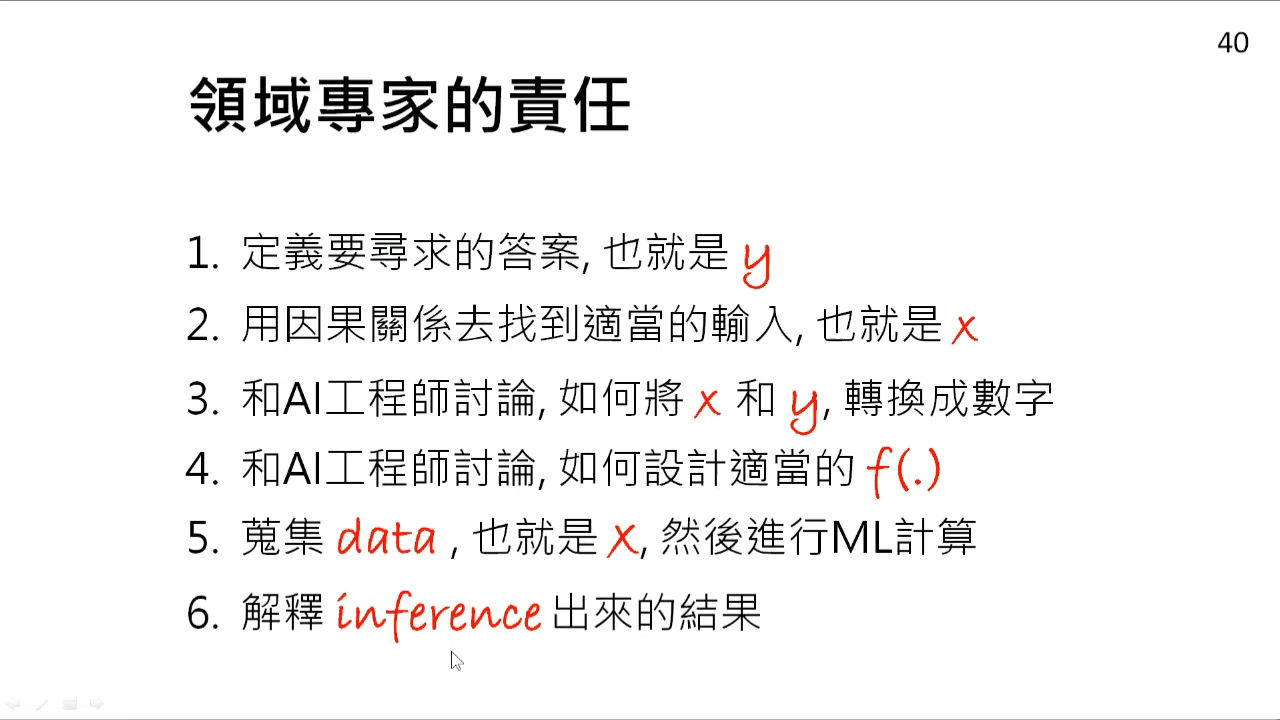 40
領域專家的責任
1. 定義要尋求的答案, 也就是 y
2. 用因果關係去找到適當的輸入, 也就是 x
3. 和AI工程師討論, 如何將 x 和 y, 轉換成數字
4. 和AI工程師討論, 如何設計適當的 f(.)
5. 蒐集 data , 也就是 X, 然後進行ML計算
6. 解釋 inference 出來的結果